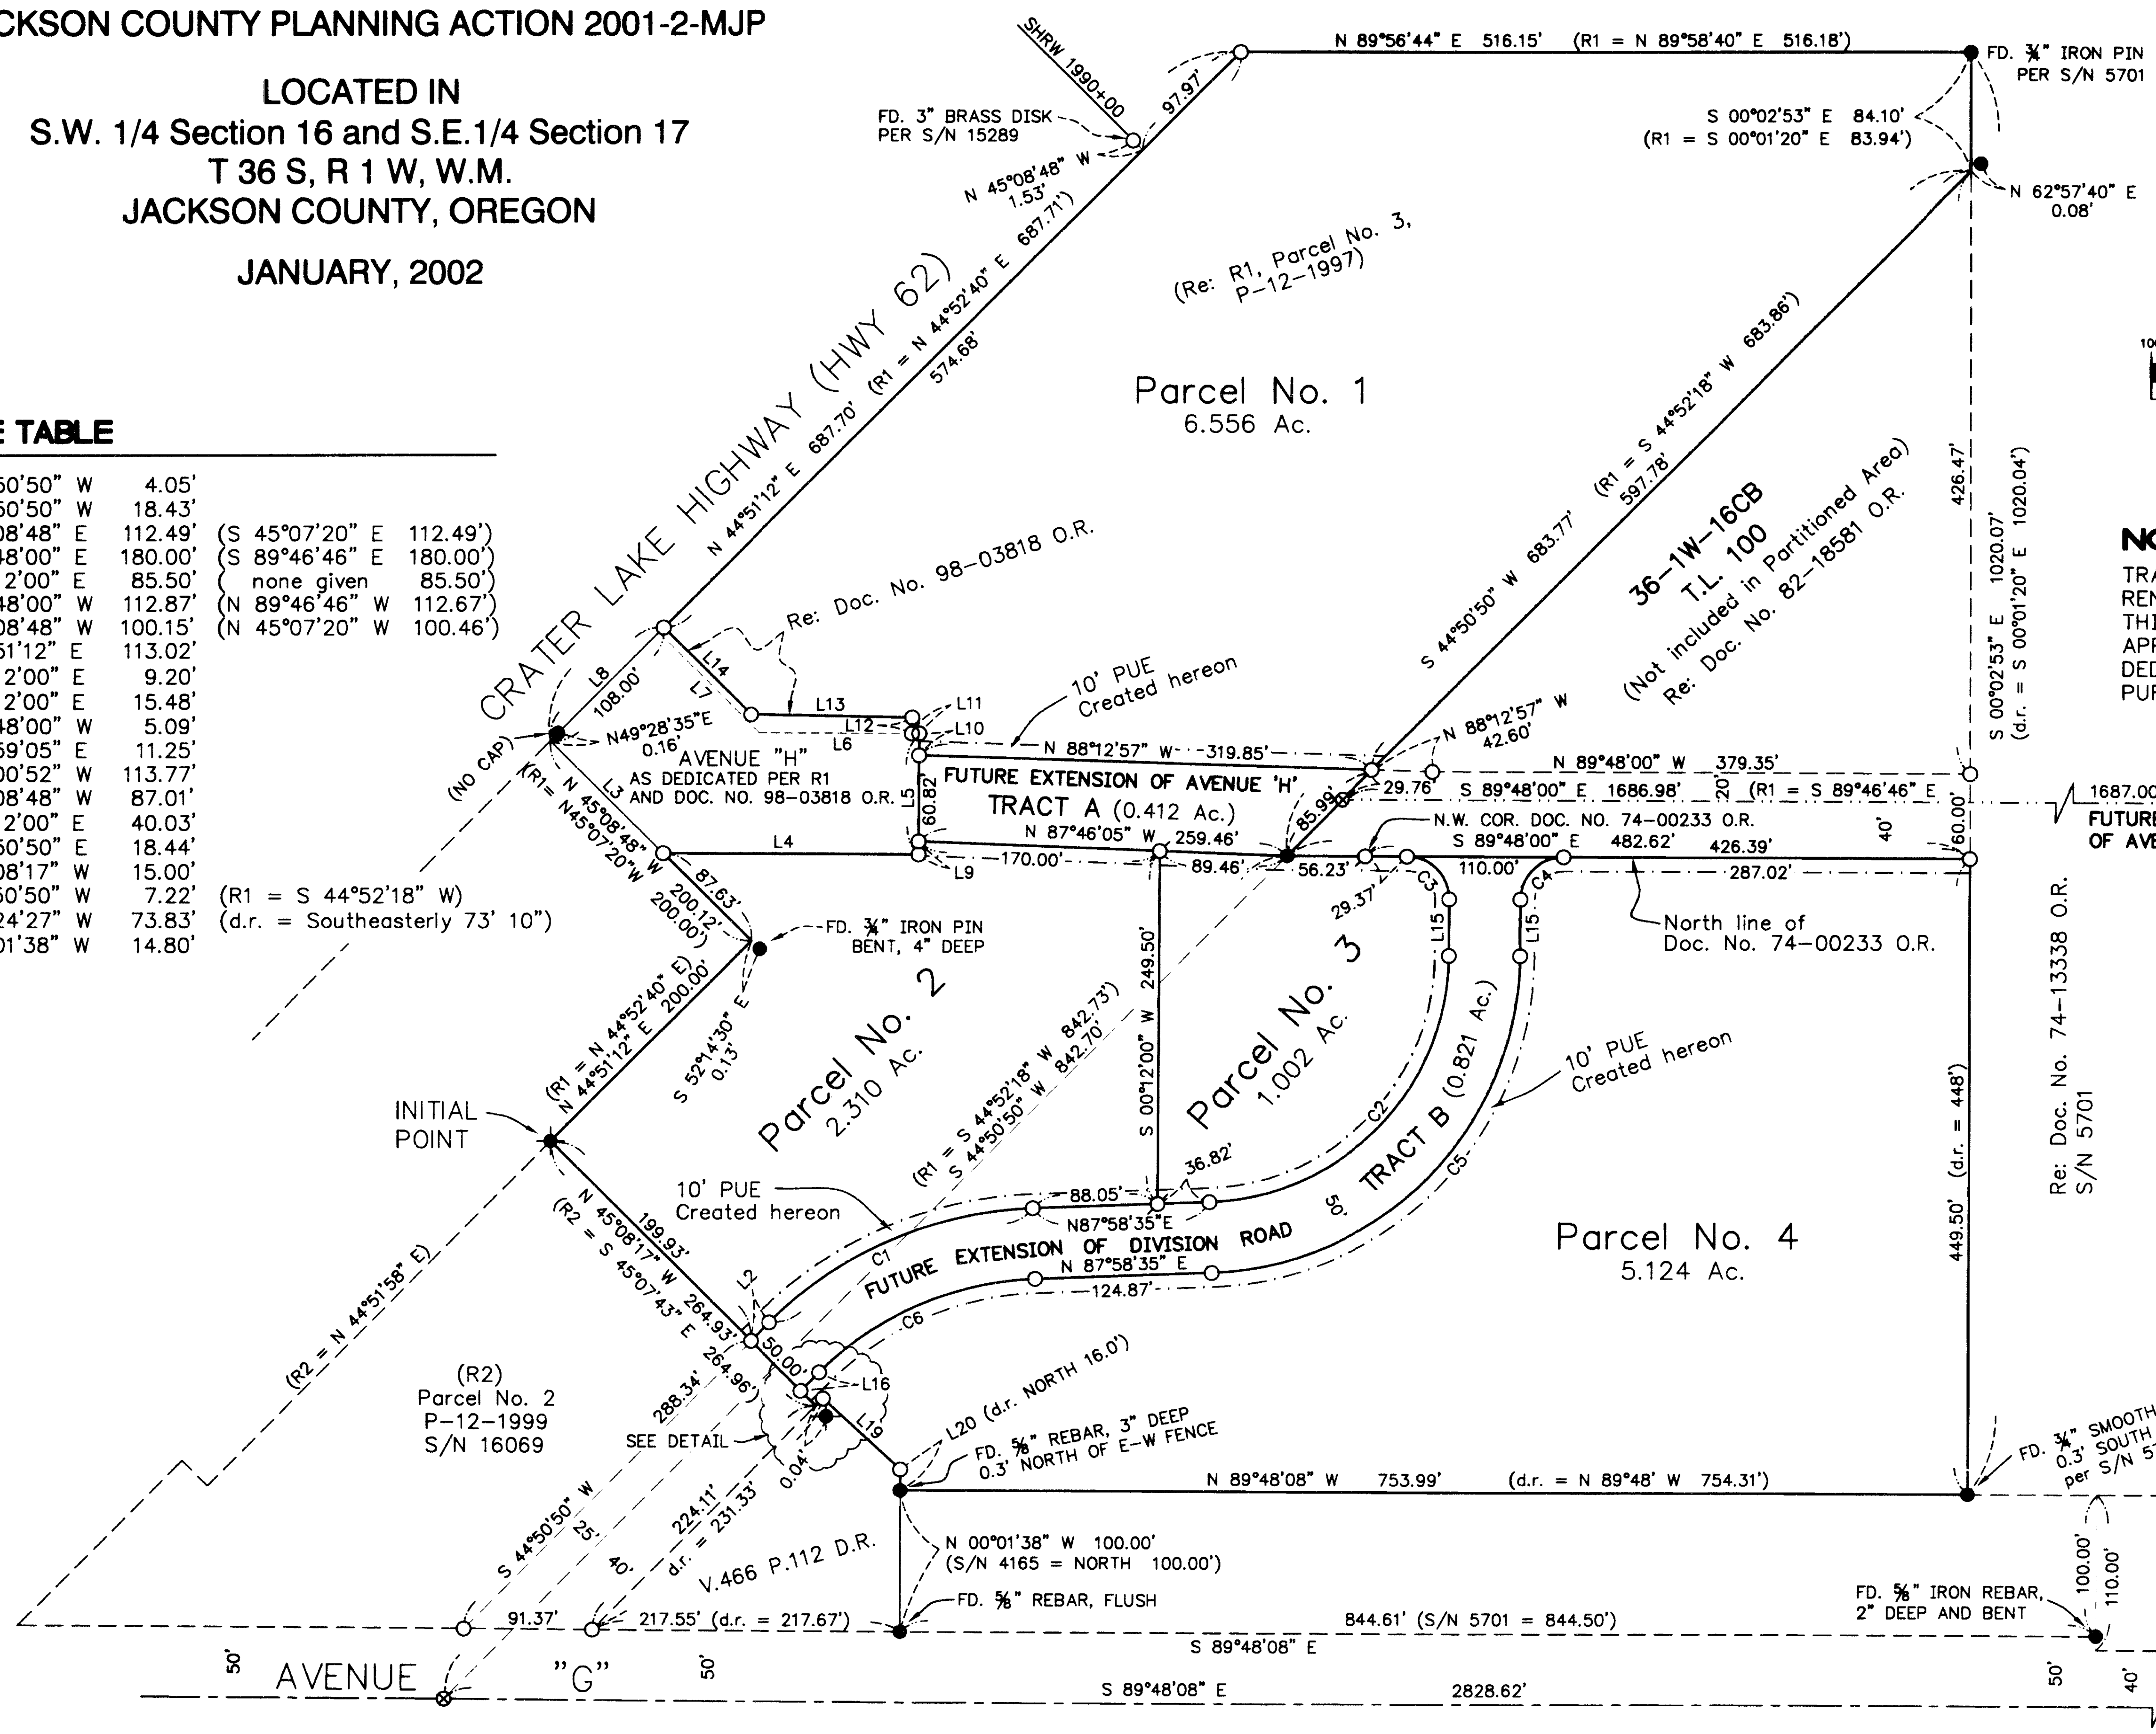 CKSON COUNTY PLANNING ACTION 2001-2-MJP
LOCATED IN
S.W. 1/4 Section 16 and S.E.1/4 Section 17
T 36 S, R 1 W, W.M.
JACKSON COUNTY, OREGON
JANUARY, 2002
E TABLE
50'50" W 4.05'
50'50" W 18.43'
08'48" E 112.49' (S 45°07'20" E 112.49')
48'00" E 180.00' (S 89°46'46" E 180.00')
2'00" E 85.50' ( none given 85.50')
48'00" W 112.87' (N 89°46'46" W 112.67')
08'48" W 100.15' (N 45°07'20" W 100.46')
51'12" E 113.02'
2'00" E 9.20'
2'00" E 15.48'
48'00" W 5.09'
59'05" E 11.25'
00'52" W 113.77'
08'48" W 87.01'
2'00" E 40.03'
50'50" E 18.44'
08'17" W 15.00'
50'50" W 7.22' (R1 = S 44°52'18" W)
24'27" W 73.83' (d.r. = Southeasterly 73' 10")
01'38" W 14.80'
SHRW 1990+00
97.97'
FD. 3" BRASS DISK
PER S/N 15289
N 45°08'48" W
1.53'
N 89°56'44" E 516.15' (R1 = N 89°58'40" E 516.18')
FD. ¾" IRON PIN
PER S/N 5701
S 00°02'53" E 84.10'
(R1 = S 00°01'20" E 83.94')
N 62°57'40" E
0.08'
(Re: R1, Parcel No. 3,
P-12-1997)
Parcel No. 1
6.556 Ac.
CRATER LAKE HIGHWAY (HWY 62)
N 44°51'12" E 687.70' (R1 = N 44°52'40" E 687.71')
574.68'
S 44°50'50" W 683.77' (R1 = S 44°52'18" W 683.86')
597.78'
36-1W-16CB
T.L. 100
(Not included in Partitioned Area)
Re: Doc. No. 82-18581 O.R.
426.47'
S 00°02'53" E 1020.07'
(d.r. = S 00°01'20" E 1020.04')
NO
TRA
REN
THI
APP
DED
PUR
Re: Doc. No. 98-03818 O.R.
10' PUE
Created hereon
L8
108.00'
L14
L7
L13
L12
L6
L11
L10
(NO CAP)
N49°28'35"E
0.16'
AVENUE "H"
AS DEDICATED PER R1
AND DOC. NO. 98-03818 O.R.
L5
60.82'
N 88°12'57" W 319.85'
N 88°12'57" W
42.60'
FUTURE EXTENSION OF AVENUE 'H'
TRACT A (0.412 Ac.)
N 87°46'05" W 259.46'
170.00'
89.46'
85.99'
29.76'
N 89°48'00" W 379.35'
S 89°48'00" E 1686.98' 20' (R1 = S 89°46'46" E 1687.00
FUTURE
OF AVE
N.W. COR. DOC. NO. 74-00233 O.R.
40'
60.00'
S 89°48'00" E 482.62' 426.39'
56.23'
29.37'
110.00'
287.02'
C3
C4
L15
L15
North line of
Doc. No. 74-00233 O.R.
L3
L4
L9
N 45°08'48" W 200.12'
(R1= N45°07'20"W 200.00')
87.63'
FD. ¾" IRON PIN
BENT, 4" DEEP
S 52°14'30" E
0.13'
(R1 = N 44°52'40" E)
N 44°51'12" E 200.00'
INITIAL
POINT
Parcel No. 2
2.310 Ac.
(R1 = S 44°52'18" W 842.73')
S 44°50'50" W 842.70'
S 00°12'00" W 249.50'
Parcel No. 3
1.002 Ac.
C2
TRACT B (0.821 Ac.)
C5
50'
10' PUE
Created hereon
Parcel No. 4
5.124 Ac.
449.50' (d.r. = 448')
Re: Doc. No. 74-13338 O.R.
S/N 5701
36.82'
88.05'
N87°58'35"E
10' PUE
Created hereon
C1
FUTURE EXTENSION OF DIVISION ROAD
N 87°58'35" E
124.87'
C6
199.93'
N 45°08'17" W 264.93'
(R2 = S 45°07'43" E 264.96')
L2
50.00'
L16
L19
(R2 = N 44°51'58" E)
(R2)
Parcel No. 2
P-12-1999
S/N 16069
SEE DETAIL
0.04'
L20 (d.r. NORTH 16.0')
FD. ⅝" REBAR, 3" DEEP
0.3' NORTH OF E-W FENCE
N 89°48'08" W 753.99' (d.r. = N 89°48' W 754.31')
FD. ¾" SMOOTH
0.3' SOUTH
per S/N 5
288.34'
S 44°50'50" W
25'
40'
224.11'
d.r. = 231.33'
V.466 P.112 D.R.
N 00°01'38" W 100.00'
(S/N 4165 = NORTH 100.00')
FD. ⅝" REBAR, FLUSH
FD. ⅝" IRON REBAR,
2" DEEP AND BENT
100.00'
110.00'
91.37'
217.55' (d.r. = 217.67')
844.61' (S/N 5701 = 844.50')
S 89°48'08" E
50'
AVENUE "G"
50'
S 89°48'08" E 2828.62'
50'
40'